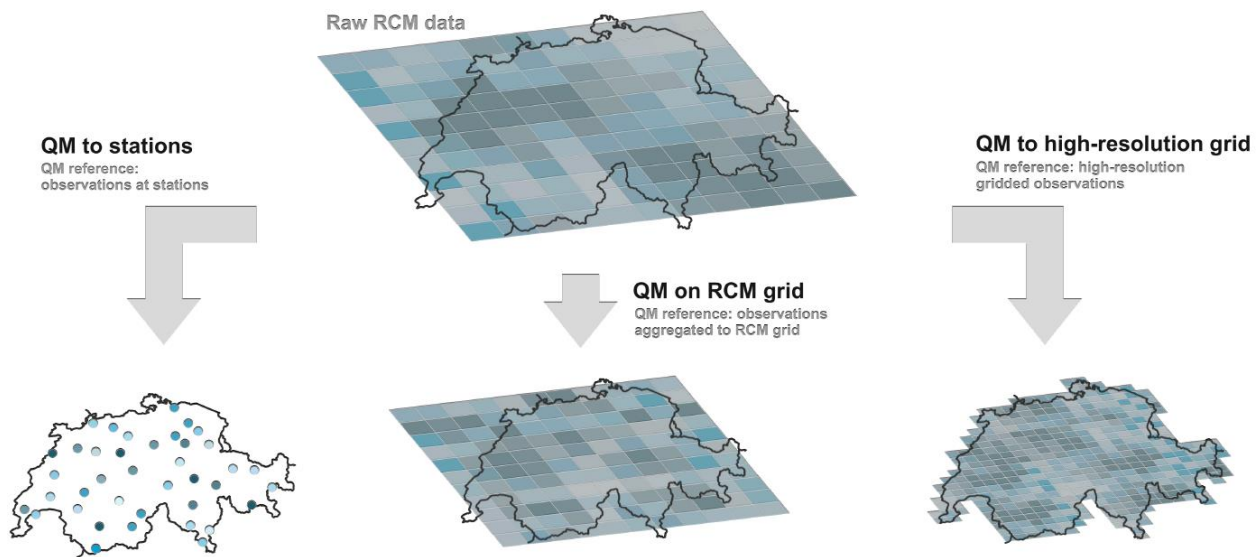 Raw RCM data
QM to stations
QM reference:
observations at stations
QM to high-resolution grid
QM reference: high-resolution
gridded observations
QM on RCM grid
QM reference: observations
aggregated to RCM grid